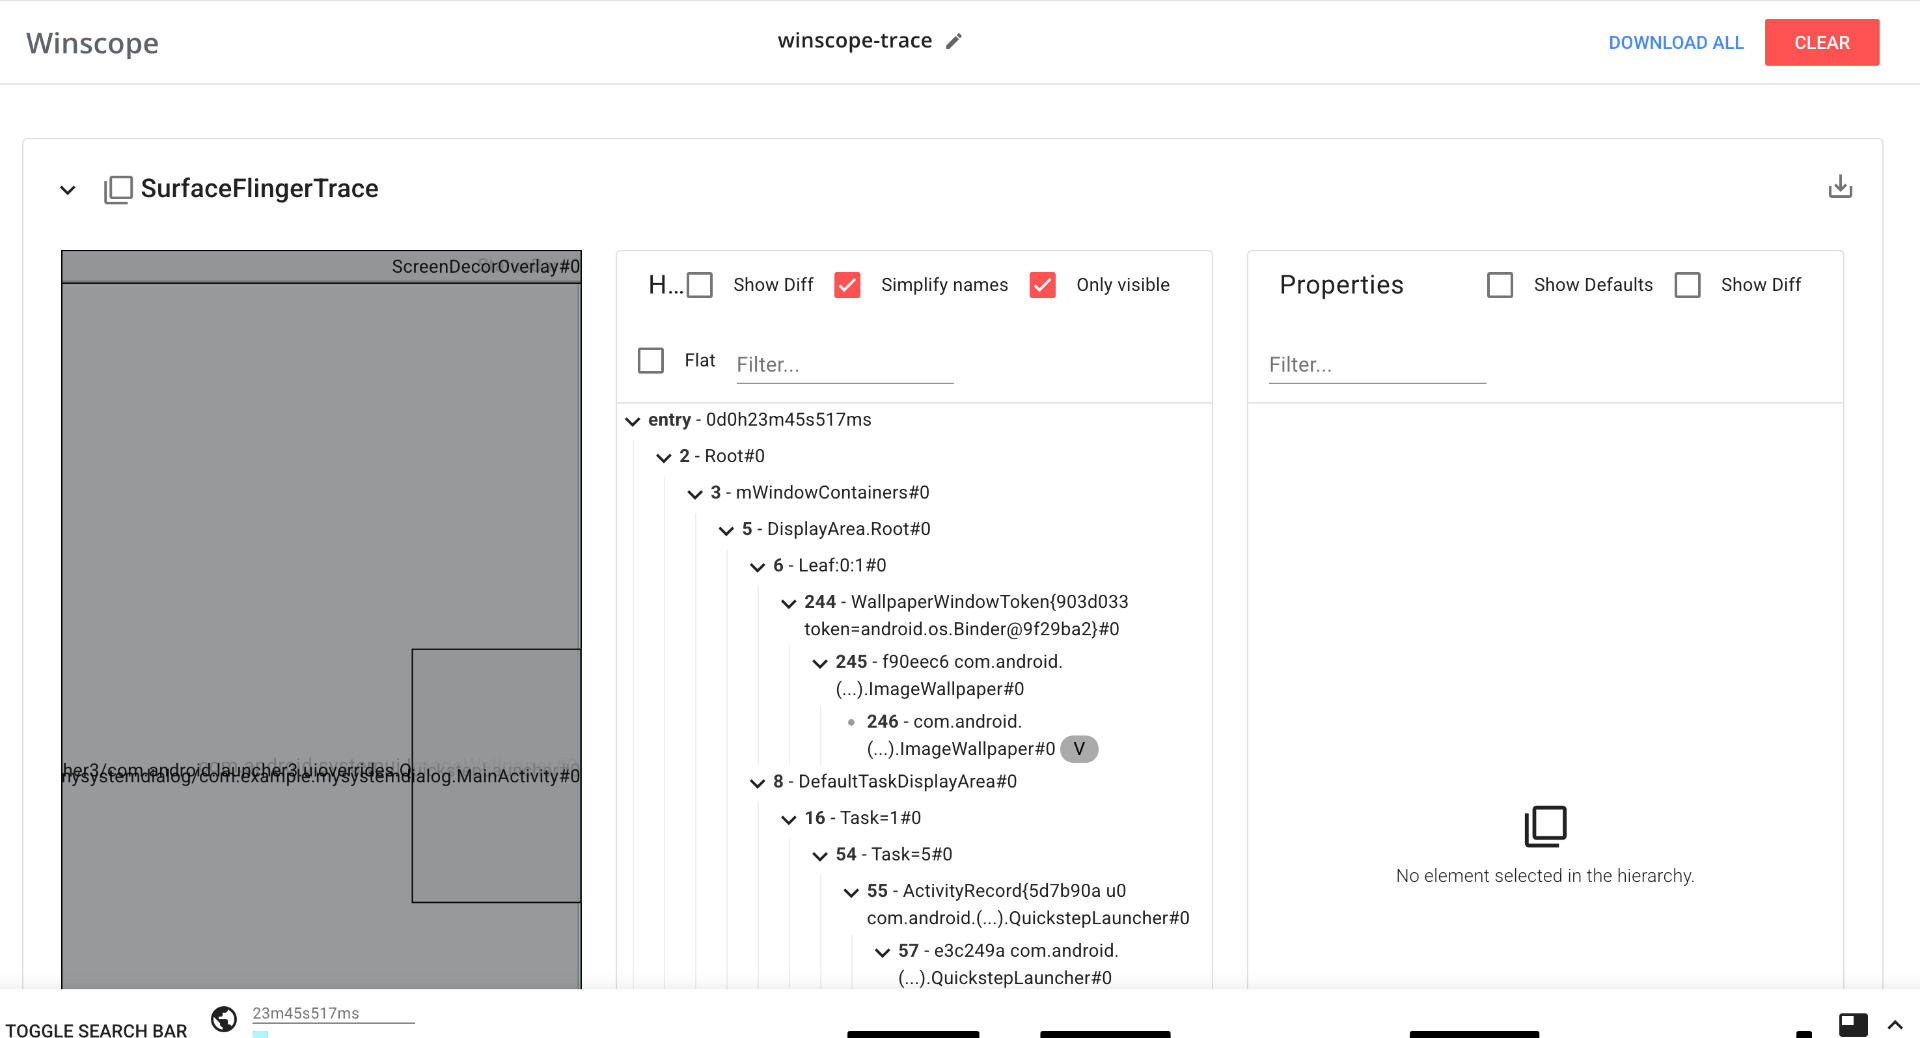 Winscope
winscope-trace
DOWNLOAD ALL
CLEAR
SurfaceFlingerTrace
ScreenDecorOverlay#0
her3/com.android.launcher3.uioverrides.Q
nysystemdialog/com.example.mysystemdialog.MainActivity#0
H...
Show Diff
Simplify names
Only visible
Flat
Filter...
entry - 0d0h23m45s517ms
2 - Root#0
3 - mWindowContainers#0
5 - DisplayArea.Root#0
6 - Leaf:0:1#0
244 - WallpaperWindowToken{903d033
token=android.os.Binder@9f29ba2}#0
245 - f90eec6 com.android.
(...).ImageWallpaper#0
246 - com.android.
(...).ImageWallpaper#0 V
8 - DefaultTaskDisplayArea#0
16 - Task=1#0
54 - Task=5#0
55 - ActivityRecord{5d7b90a u0
com.android.(...).QuickstepLauncher#0
57 - e3c249a com.android.
(...).QuickstepLauncher#0
Properties
Show Defaults
Show Diff
Filter...
No element selected in the hierarchy.
TOGGLE SEARCH BAR
23m45s517ms